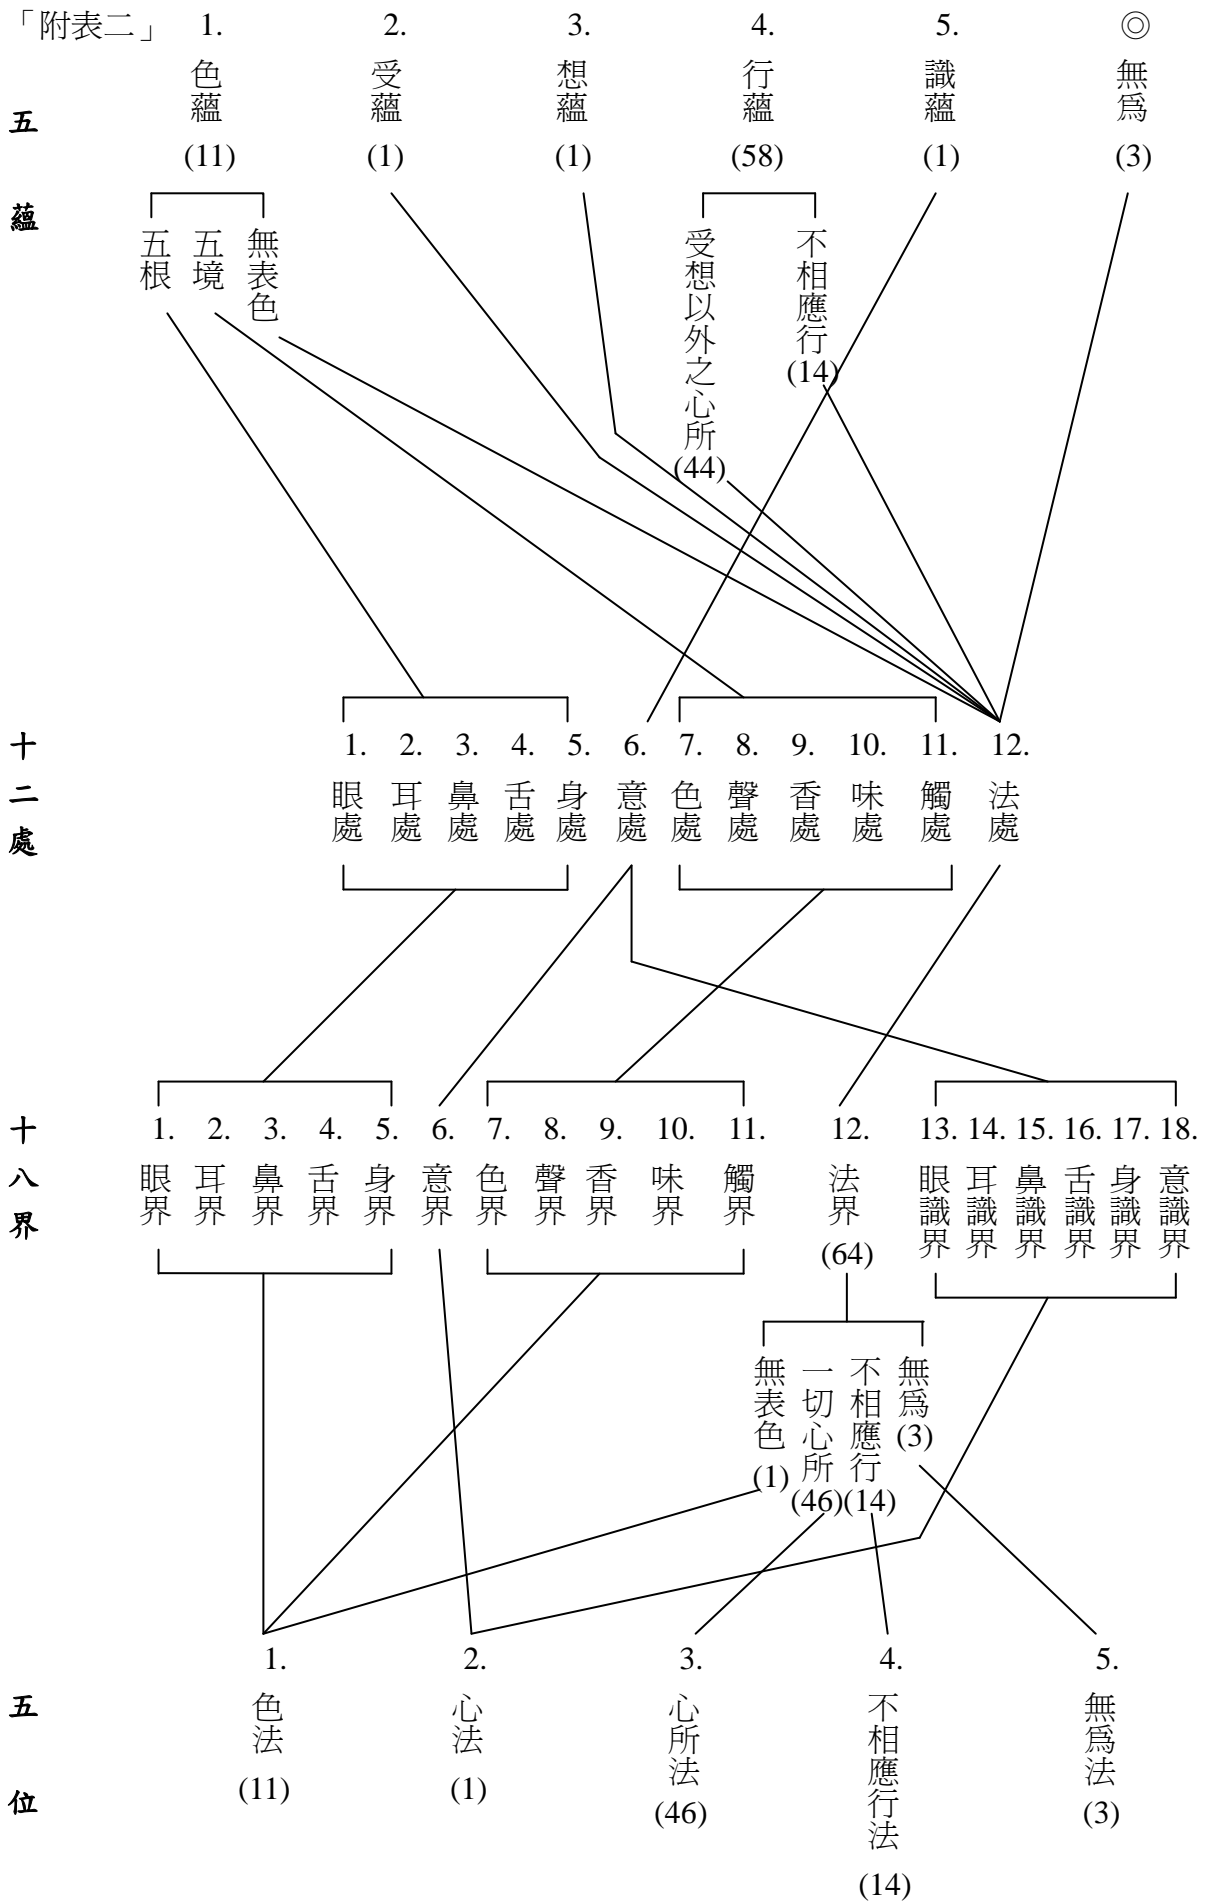 「附表二」 1. 2. 3. 4. 5. ◎
五蘊
色蘊 (11)
受蘊 (1)
想蘊 (1)
行蘊 (58)
識蘊 (1)
無爲 (3)
五根
五境
無表色
受想以外之心所 (44)
不相應行 (14)
十二處
1. 2. 3. 4. 5. 6. 7. 8. 9. 10. 11. 12.
眼處
耳處
鼻處
舌處
身處
意處
色處
聲處
香處
味處
觸處
法處
十八界
1. 2. 3. 4. 5. 6. 7. 8. 9. 10. 11. 12. 13. 14. 15. 16. 17. 18.
眼界
耳界
鼻界
舌界
身界
意界
色界
聲界
香界
味界
觸界
法界 (64)
眼識界
耳識界
鼻識界
舌識界
身識界
意識界
無表色 (1)
一切心所 (46)
不相應行 (14)
無爲 (3)
五位
1. 2. 3. 4. 5.
色法 (11)
心法 (1)
心所法 (46)
不相應行法 (14)
無爲法 (3)